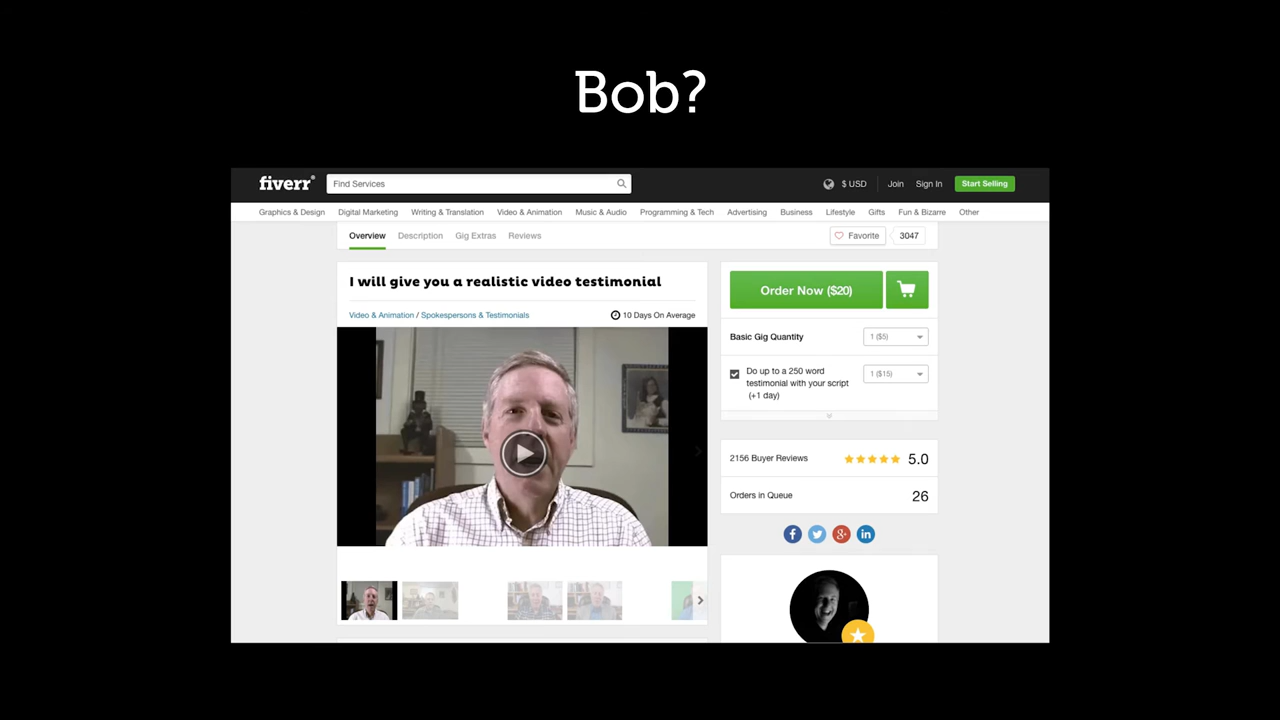 Bob?
fiverr®
Find Services
$ USD
Join
Sign In
Start Selling
Graphics & Design
Digital Marketing
Writing & Translation
Video & Animation
Music & Audio
Programming & Tech
Advertising
Business
Lifestyle
Gifts
Fun & Bizarre
Other
Overview
Description
Gig Extras
Reviews
Favorite
3047
I will give you a realistic video testimonial
Video & Animation / Spokespersons & Testimonials
10 Days On Average
Order Now ($20)
Basic Gig Quantity
1 ($5)
Do up to a 250 word
testimonial with your script
(+1 day)
1 ($15)
2156 Buyer Reviews
5.0
Orders in Queue
26